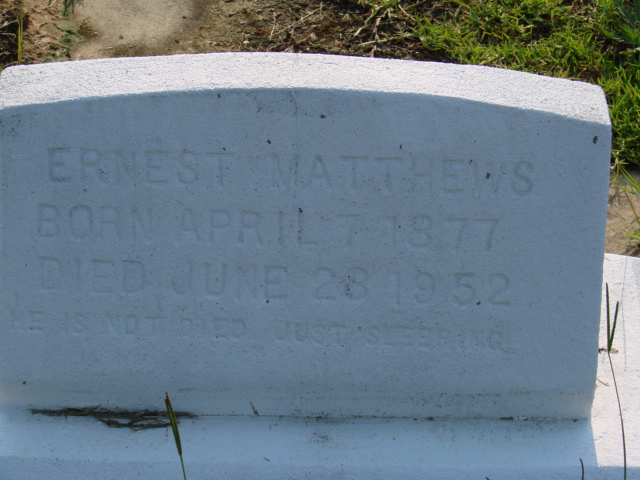 ERNEST MATTHEWS
BORN APRIL 7 1877
DIED JUNE 28 1952
HE IS NOT DIED JUST SLEEPING